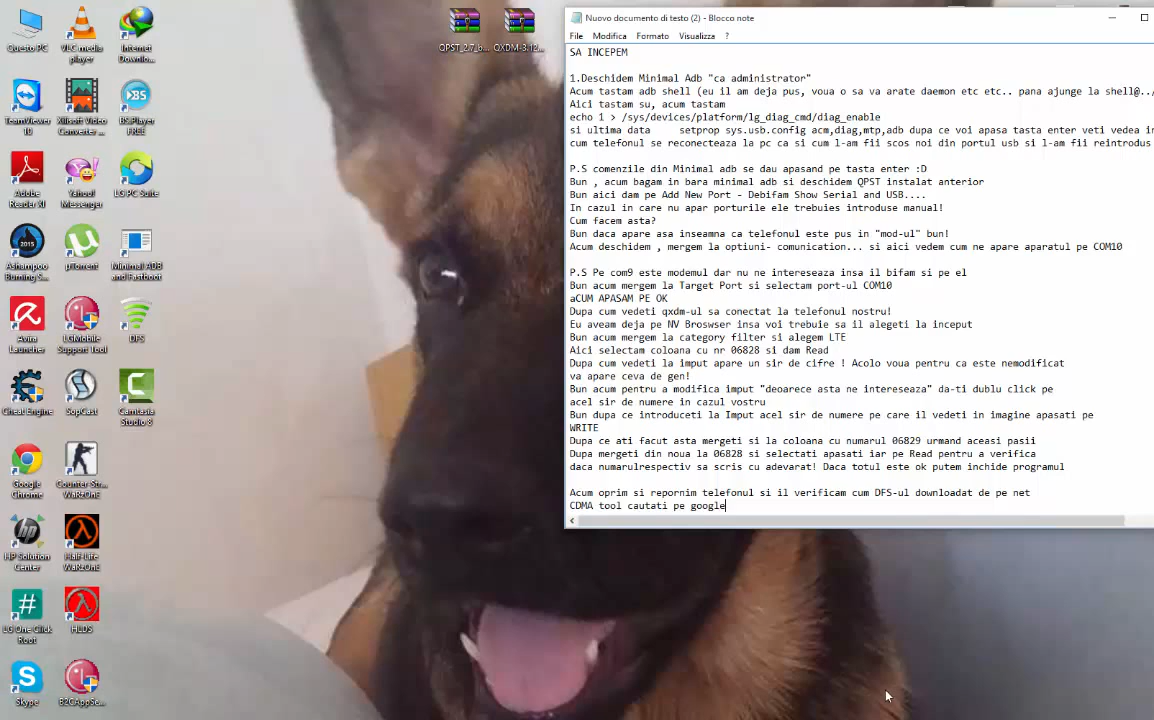 Questo PC
VLC media player
Internet Downlo...
TeamViewer 10
Xilisoft Video Converter ...
BS.Player FREE
Adobe Reader XI
Yahoo! Messenger
LG PC Suite
Ashampoo Burning S...
µTorrent
Minimal ADB and Fastboot
Avira Launcher
LGMobile Support Tool
DFS
Cheat Engine
SopCast
Camtasia Studio 8
Google Chrome
Counter-Str... WaRzOnE
HP Solution Center
Half-Life WaRzOnE
LG One Click Root
HLDS
Skype
B2CAppSe...
QPST_2.7_b...
QXDM-3.12...
Nuovo documento di testo (2) - Blocco note
File Modifica Formato Visualizza ?
SA INCEPEM
1.Deschidem Minimal Adb "ca administrator"
Acum tastam adb shell (eu il am deja pus, voua o sa va arate daemon etc etc.. pana ajunge la shell@../
Aici tastam su, acum tastam
echo 1 > /sys/devices/platform/lg_diag_cmd/diag_enable
si ultima data setprop sys.usb.config acm,diag,mtp,adb dupa ce voi apasa tasta enter veti vedea i
cum telefonul se reconecteaza la pc ca si cum l-am fii scos noi din portul usb si l-am fii reintrodus
P.S comenzile din Minimal adb se dau apasand pe tasta enter :D
Bun , acum bagam in bara minimal adb si deschidem QPST instalat anterior
Bun aici dam pe Add New Port - Debifam Show Serial and USB....
In cazul in care nu apar porturile ele trebuies introduse manual!
Cum facem asta?
Bun daca apare asa inseamna ca telefonul este pus in "mod-ul" bun!
Acum deschidem , mergem la optiuni- comunication... si aici vedem cum ne apare aparatul pe COM10
P.S Pe com9 este modemul dar nu ne intereseaza insa il bifam si pe el
Bun acum mergem la Target Port si selectam port-ul COM10
aCUM APASAM PE OK
Dupa cum vedeti qxdm-ul sa conectat la telefonul nostru!
Eu aveam deja pe NV Broswser insa voi trebuie sa il alegeti la inceput
Bun acum mergem la category filter si alegem LTE
Aici selectam coloana cu nr 06828 si dam Read
Dupa cum vedeti la imput apare un sir de cifre ! Acolo voua pentru ca este nemodificat
va apare ceva de gen!
Bun acum pentru a modifica imput "deoarece asta ne intereseaza" da-ti dublu click pe
acel sir de numere in cazul vostru
Bun dupa ce introduceti la Imput acel sir de numere pe care il vedeti in imagine apasati pe
WRITE
Dupa ce ati facut asta mergeti si la coloana cu numarul 06829 urmand aceasi pasii
Dupa mergeti din noua la 06828 si selectati apasati iar pe Read pentru a verifica
daca numarulrespectiv sa scris cu adevarat! Daca totul este ok putem inchide programul
Acum oprim si repornim telefonul si il verificam cum DFS-ul downloadat de pe net
CDMA tool cautati pe google